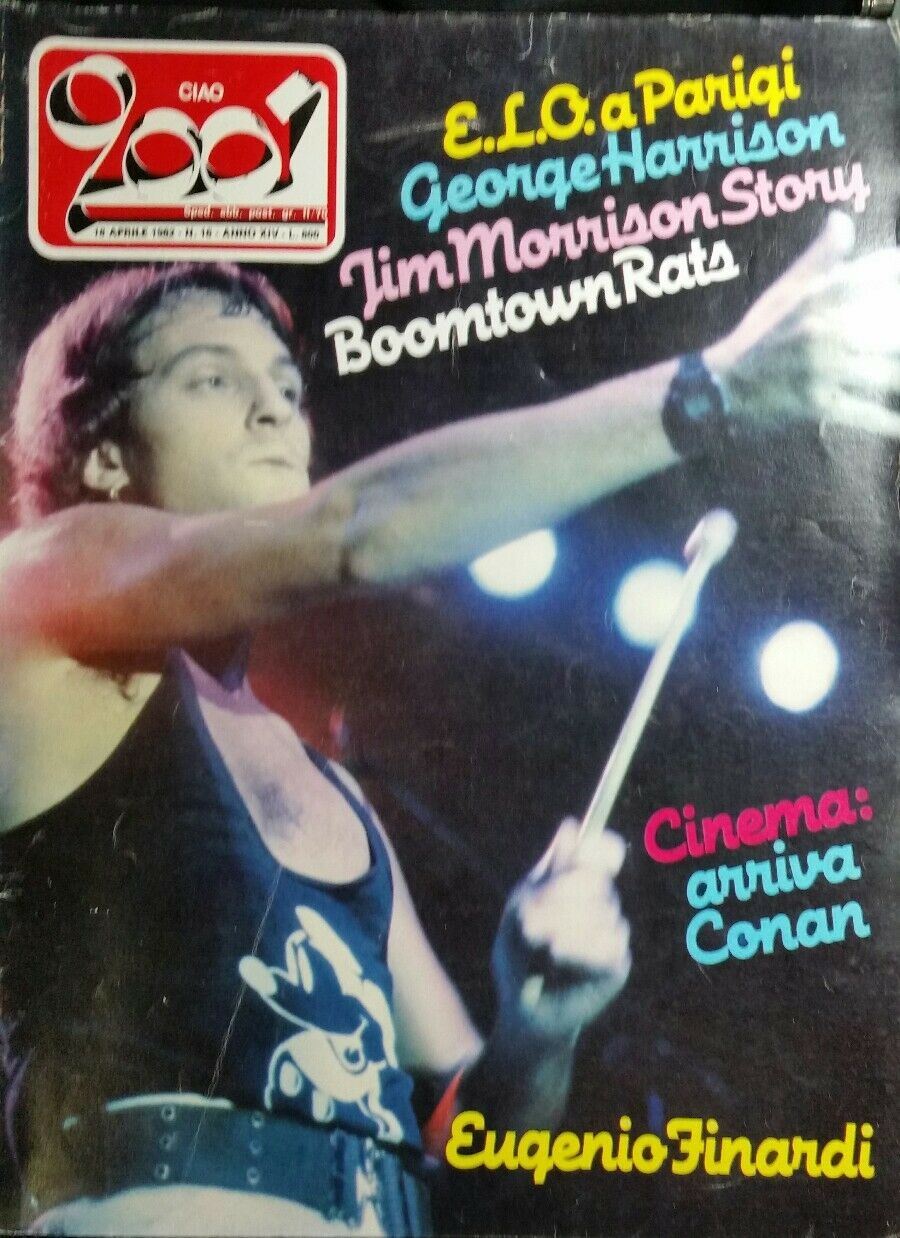 CIAO
2001
Sped. abb. post. gr. II/70
18 APRILE 1982 - N. 16 - ANNO XIV - L. 800
E.L.O. a Parigi
George Harrison
Jim Morrison Story
Boomtown Rats
Cinema:
arriva
Conan
Eugenio Finardi